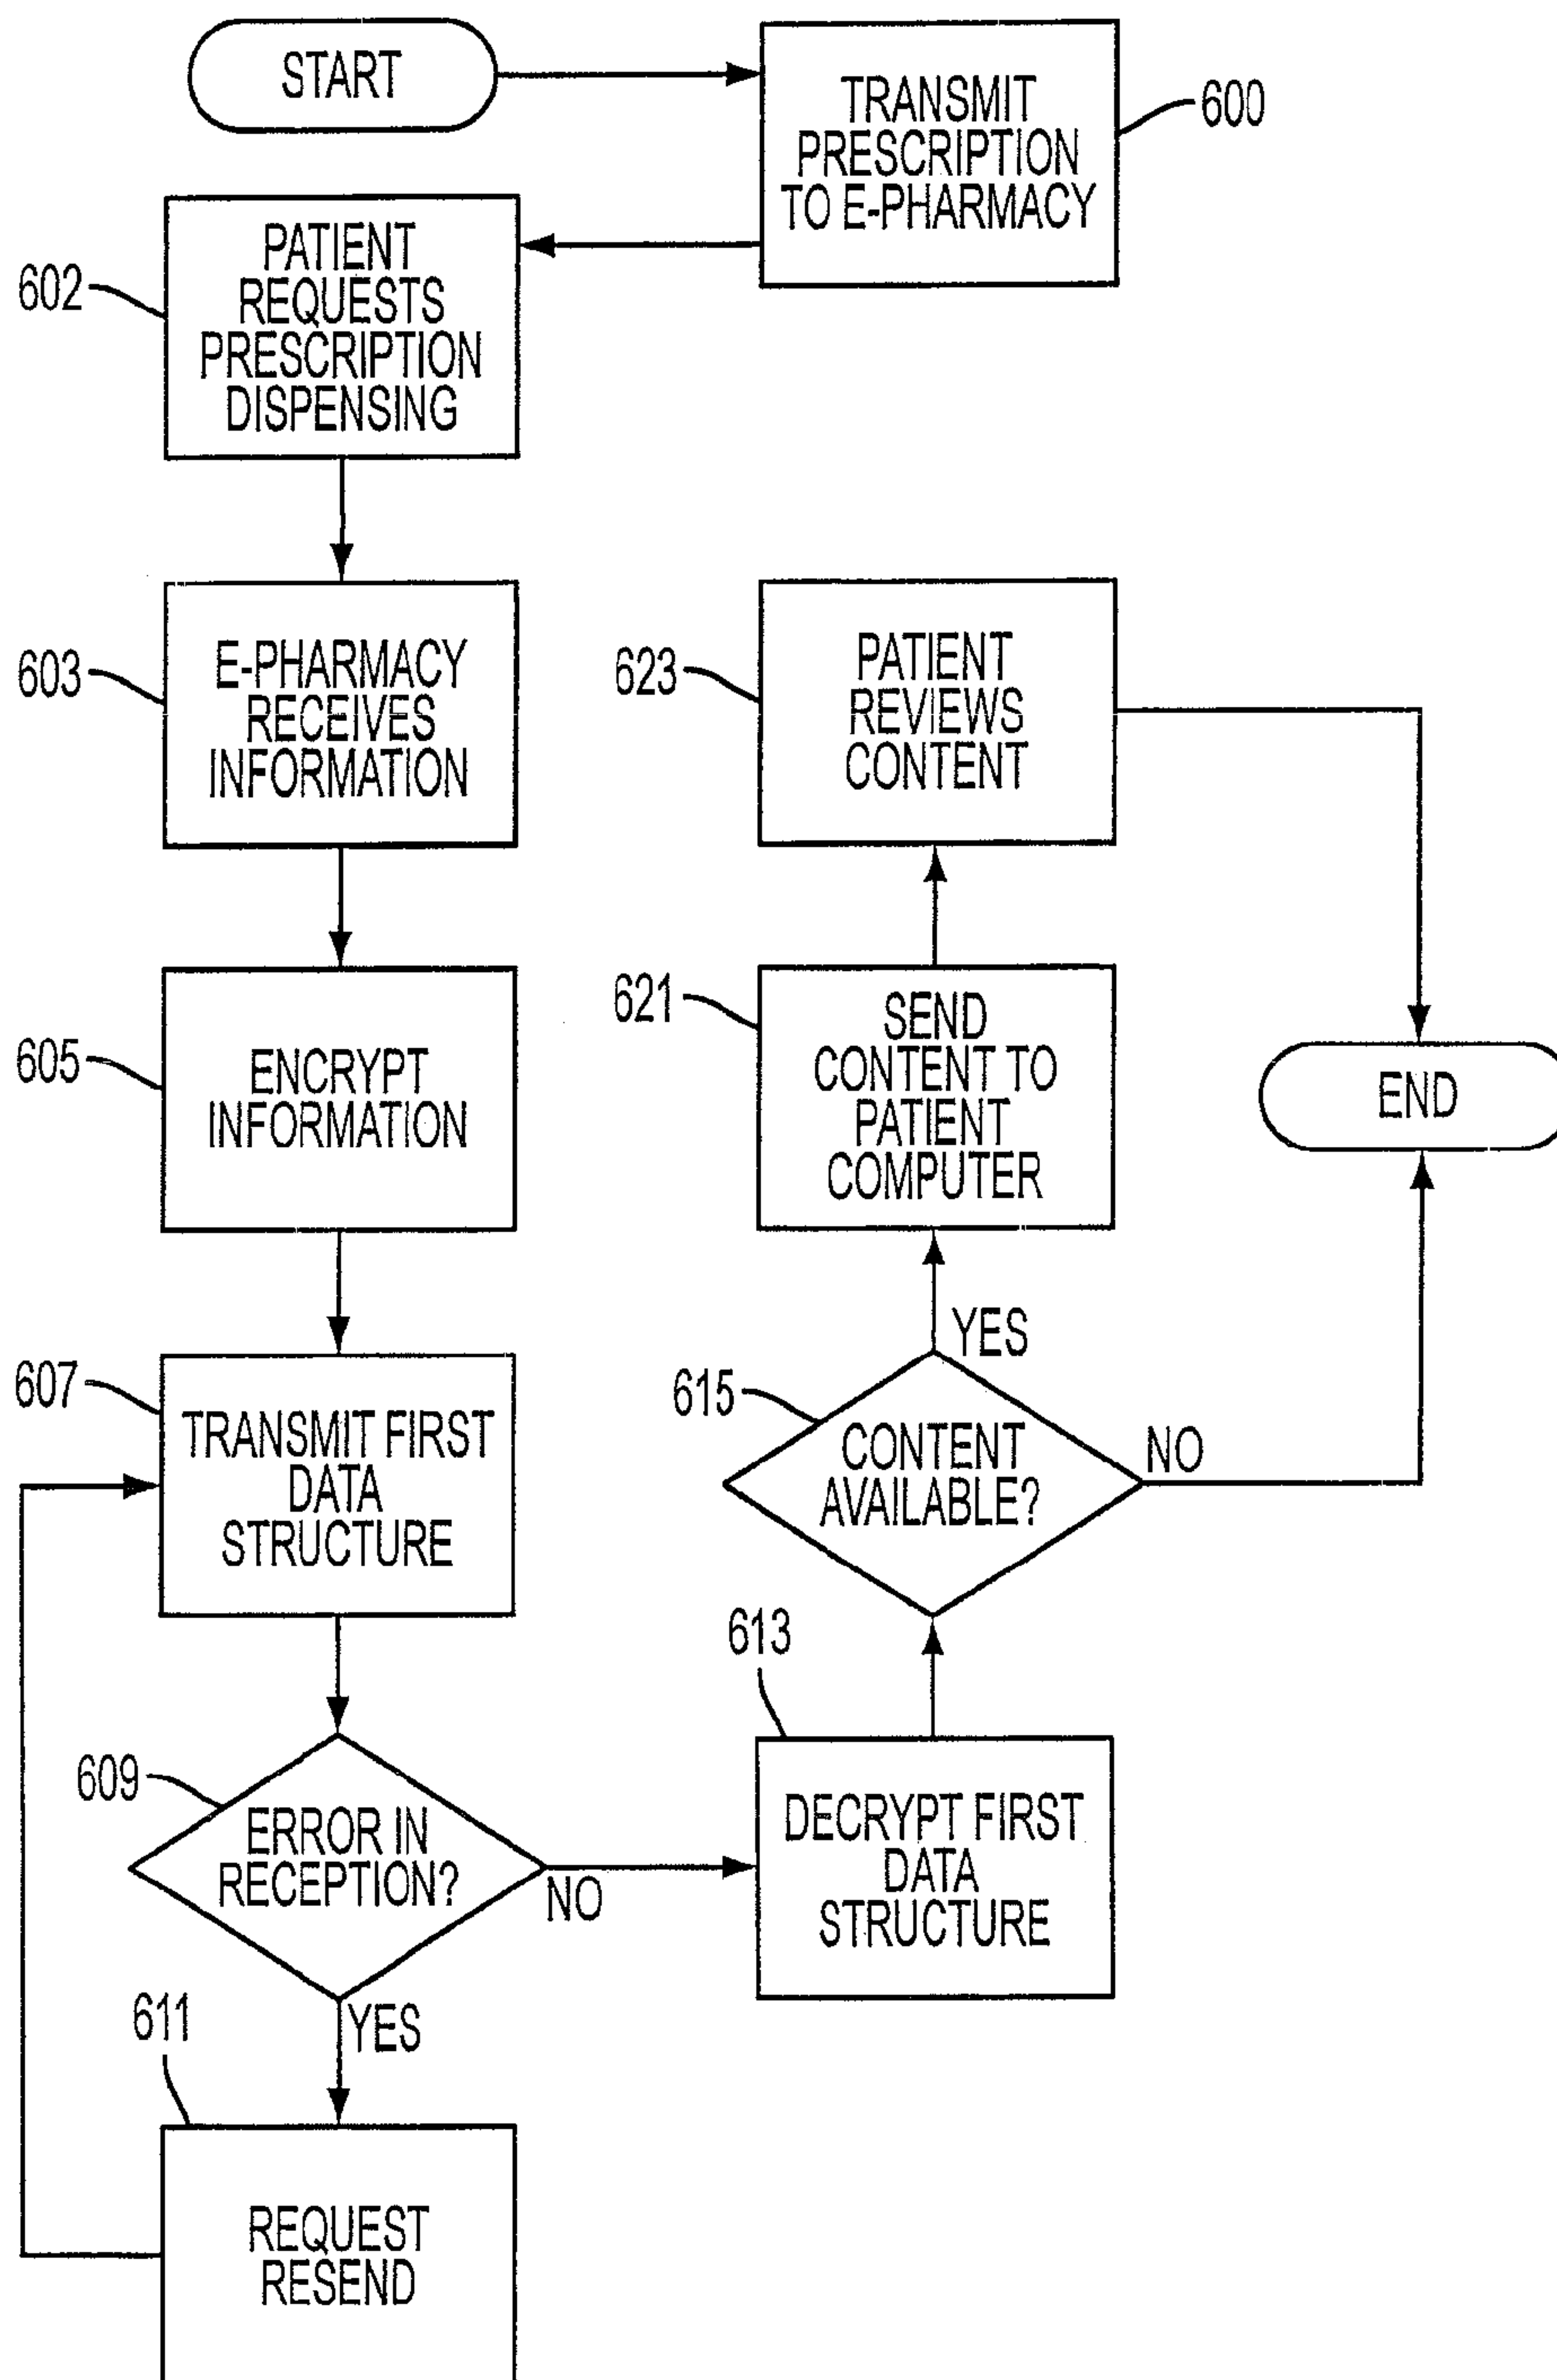 START
TRANSMIT
PRESCRIPTION
TO E-PHARMACY
600
602
PATIENT
REQUESTS
PRESCRIPTION
DISPENSING
603
E-PHARMACY
RECEIVES
INFORMATION
605
ENCRYPT
INFORMATION
607
TRANSMIT FIRST
DATA
STRUCTURE
609
ERROR IN
RECEPTION?
NO
YES
611
REQUEST
RESEND
613
DECRYPT FIRST
DATA
STRUCTURE
615
CONTENT
AVAILABLE?
NO
YES
621
SEND
CONTENT TO
PATIENT
COMPUTER
623
PATIENT
REVIEWS
CONTENT
END